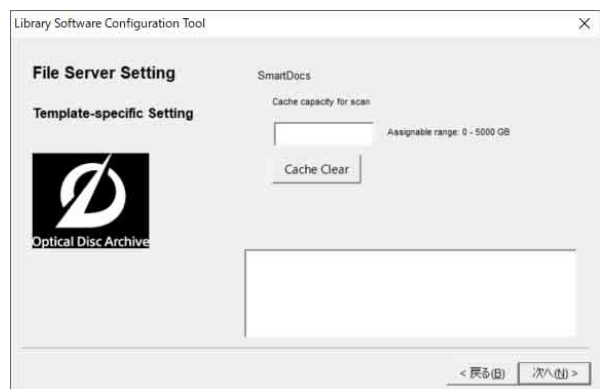 Library Software Configuration Tool
File Server Setting
Template-specific Setting
Optical Disc Archive
SmartDocs
Cache capacity for scan
Assignable range: 0 - 5000 GB
Cache Clear
< 戻る(B)
次へ(N) >